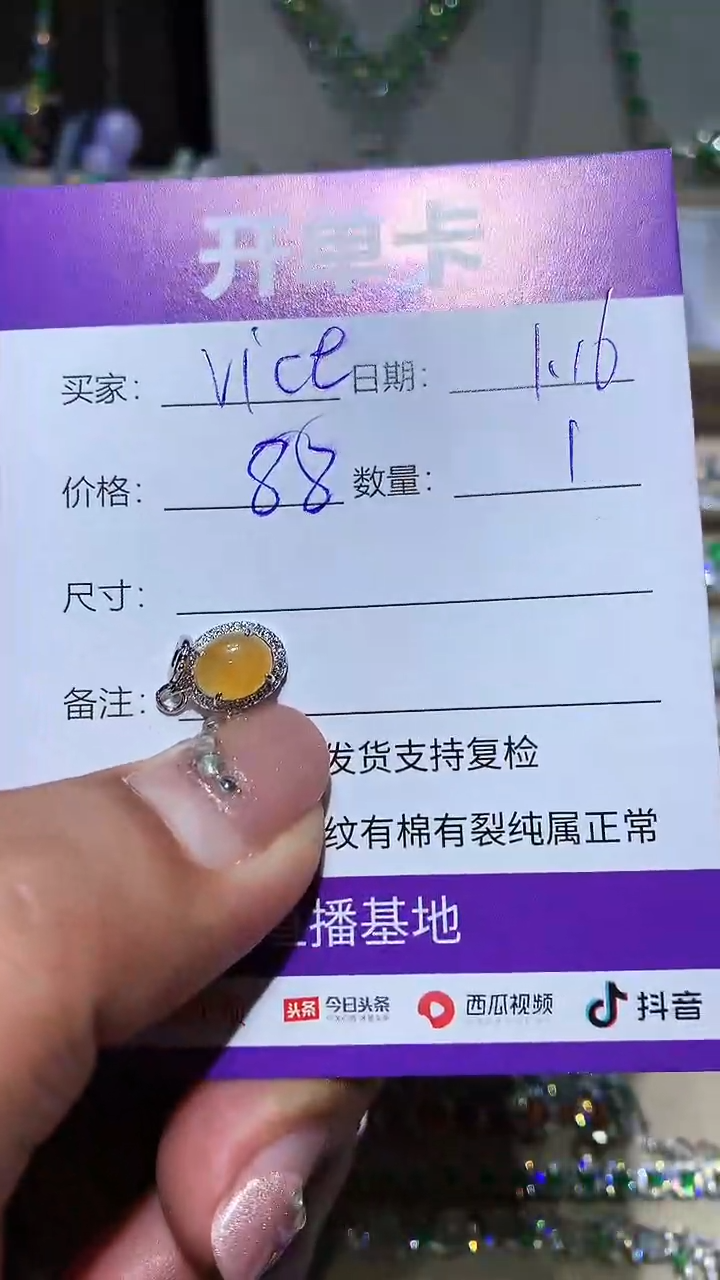 开单卡
买家： vice 日期： 1.16
价格： 88 数量： 1
尺寸：
备注：
发货支持复检
纹有棉有裂纯属正常
播基地
头条 今日头条 西瓜视频 抖音